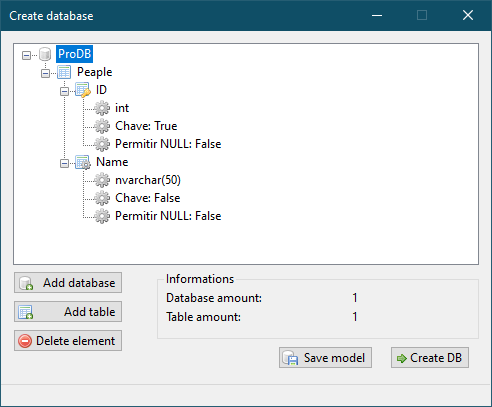 Create database
ProDB
Peaple
ID
int
Chave: True
Permitir NULL: False
Name
nvarchar(50)
Chave: False
Permitir NULL: False
Add database
Add table
Delete element
Informations
Database amount: 1
Table amount: 1
Save model
Create DB